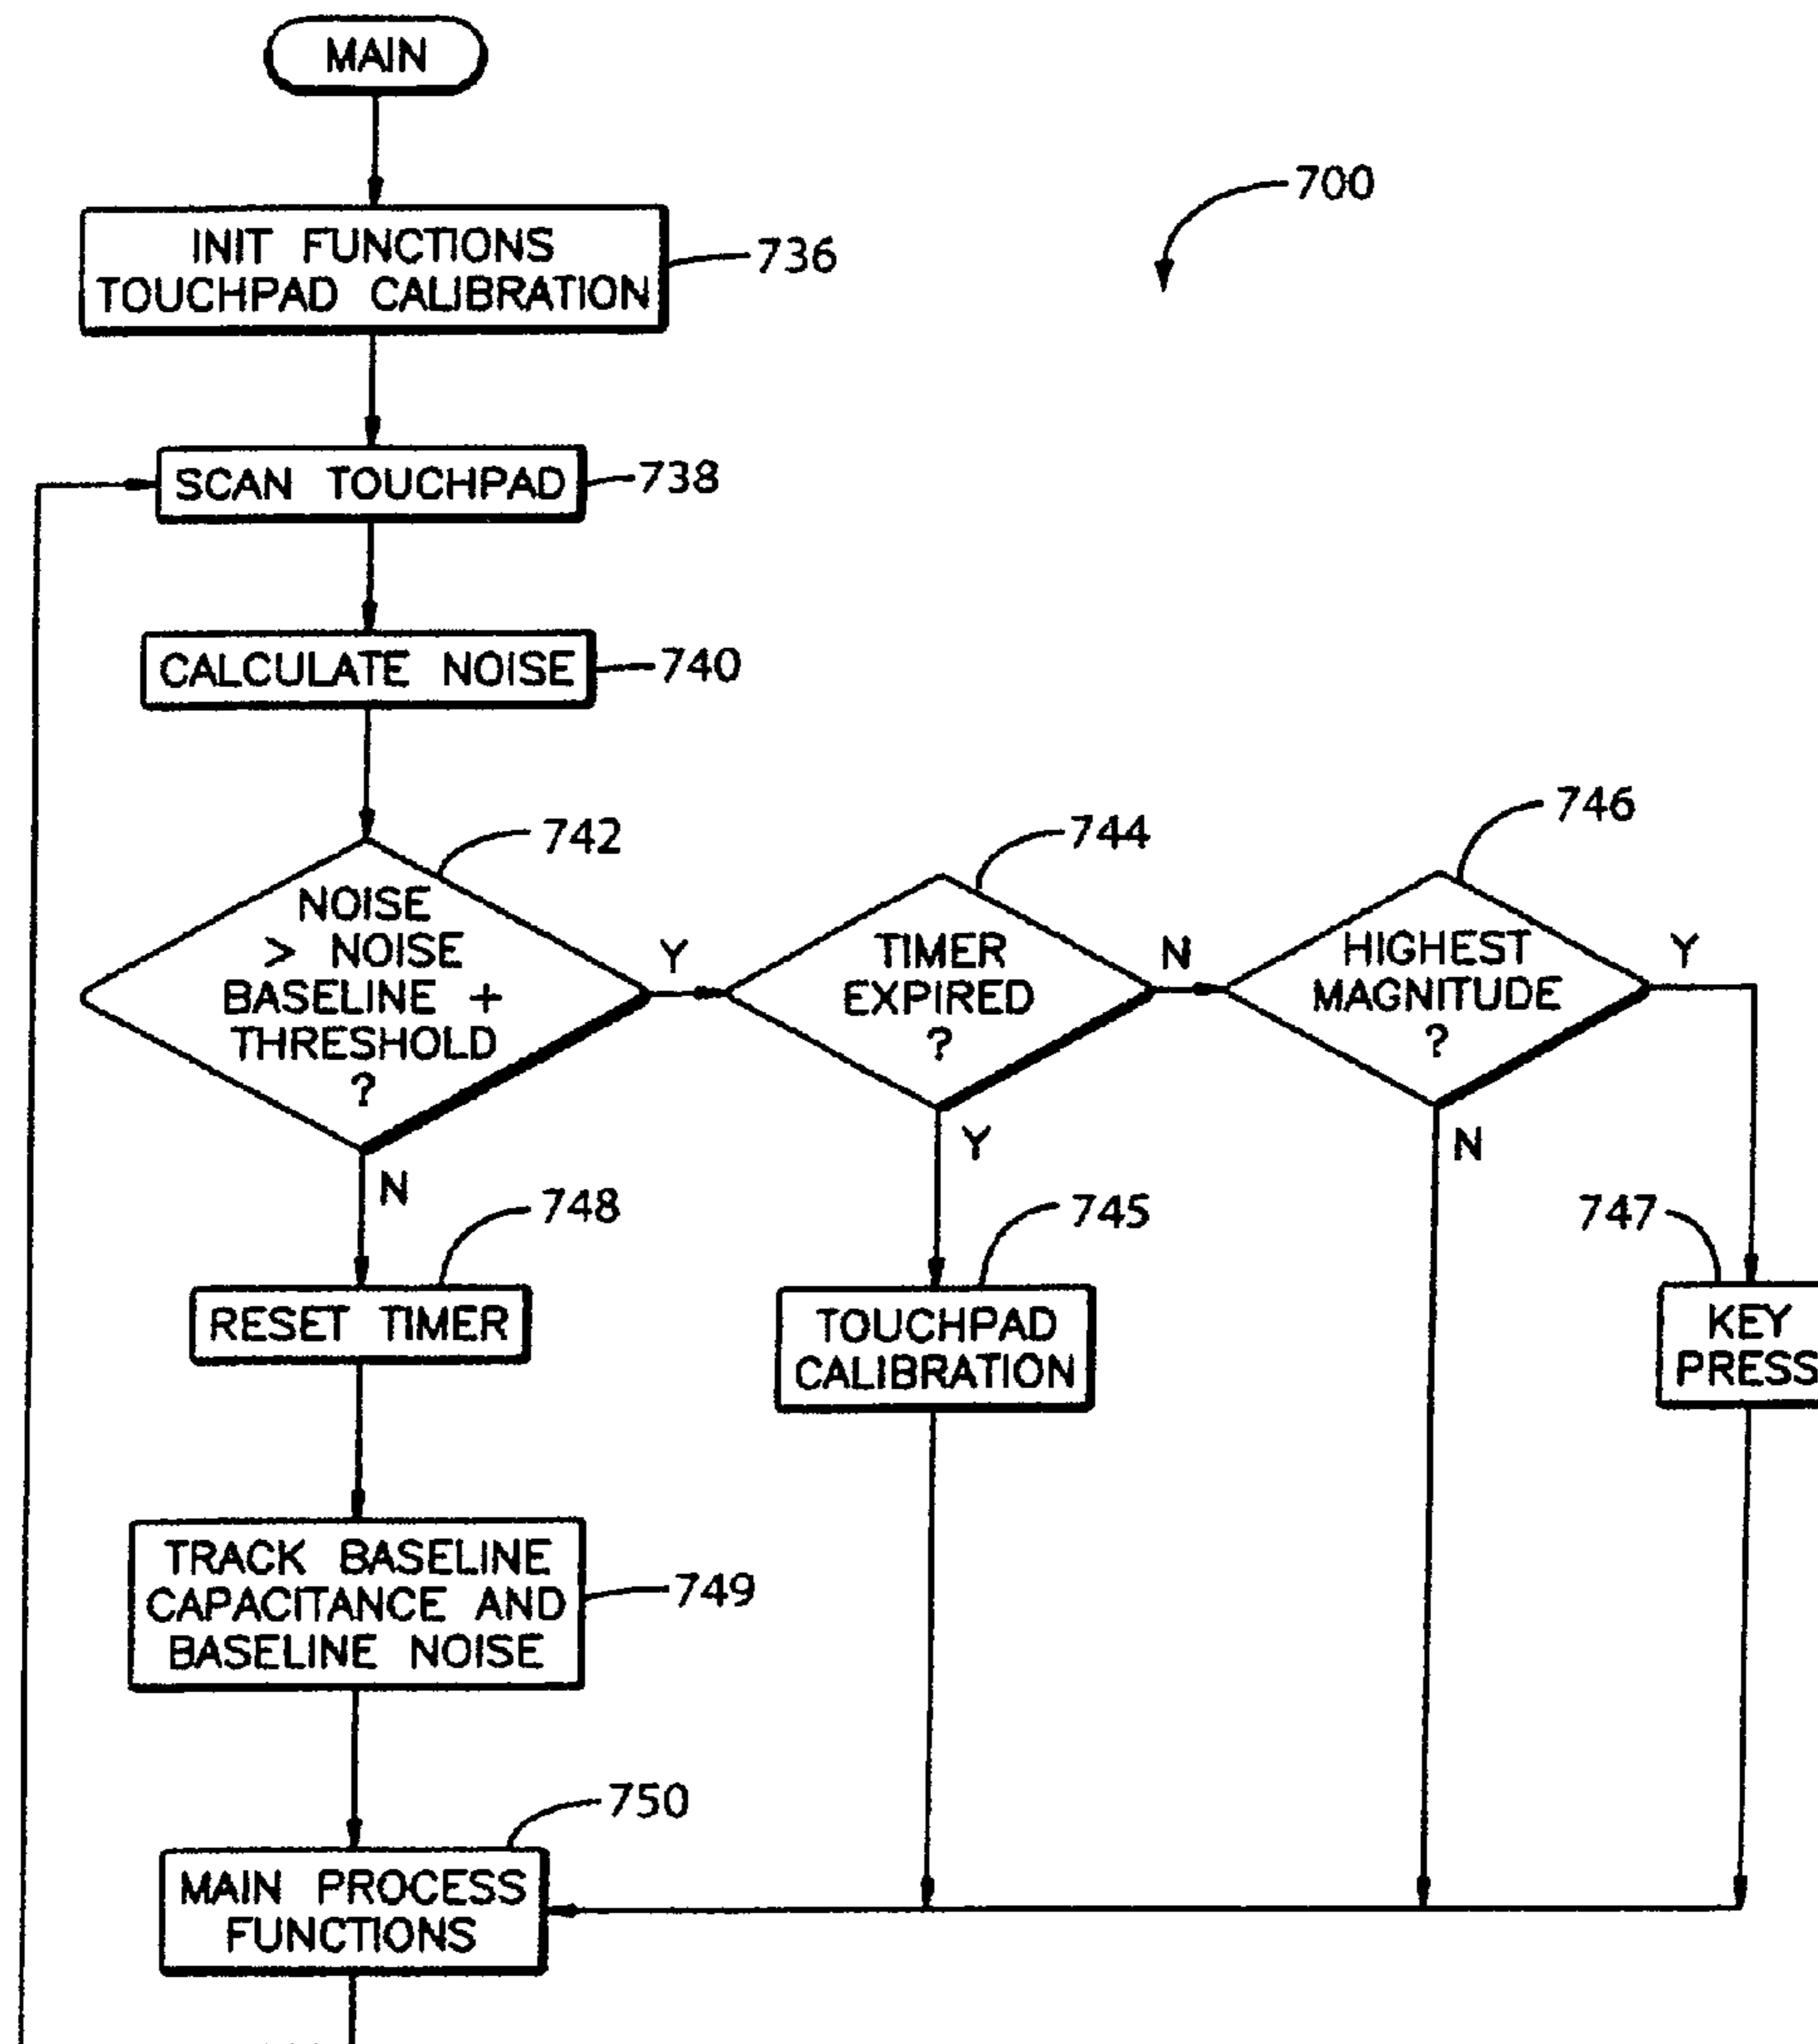 MAIN
700
INIT FUNCTIONS
TOUCHPAD CALIBRATION
736
SCAN TOUCHPAD
738
CALCULATE NOISE
740
742
NOISE
> NOISE
BASELINE +
THRESHOLD
?
Y
N
744
TIMER
EXPIRED
?
N
Y
746
HIGHEST
MAGNITUDE
?
Y
N
748
RESET TIMER
745
TOUCHPAD
CALIBRATION
747
KEY
PRESS
TRACK BASELINE
CAPACITANCE AND
BASELINE NOISE
749
750
MAIN PROCESS
FUNCTIONS